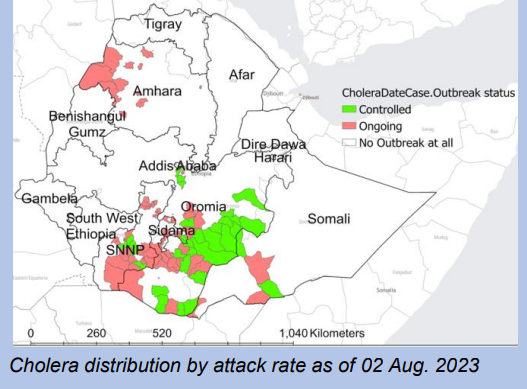 Tigray
Afar
Amhara
CholeraDateCase.Outbreak status
Controlled
Ongoing
No Outbreak at all
Benishangul
Gumz
Dire Dawa
Harari
Addis Ababa
Gambela
Oromia
Somali
South West
Ethiopia
Sidama
SNNP
Djibouti
Somalia
0 260 520 1,040 Kilometers
Cholera distribution by attack rate as of 02 Aug. 2023